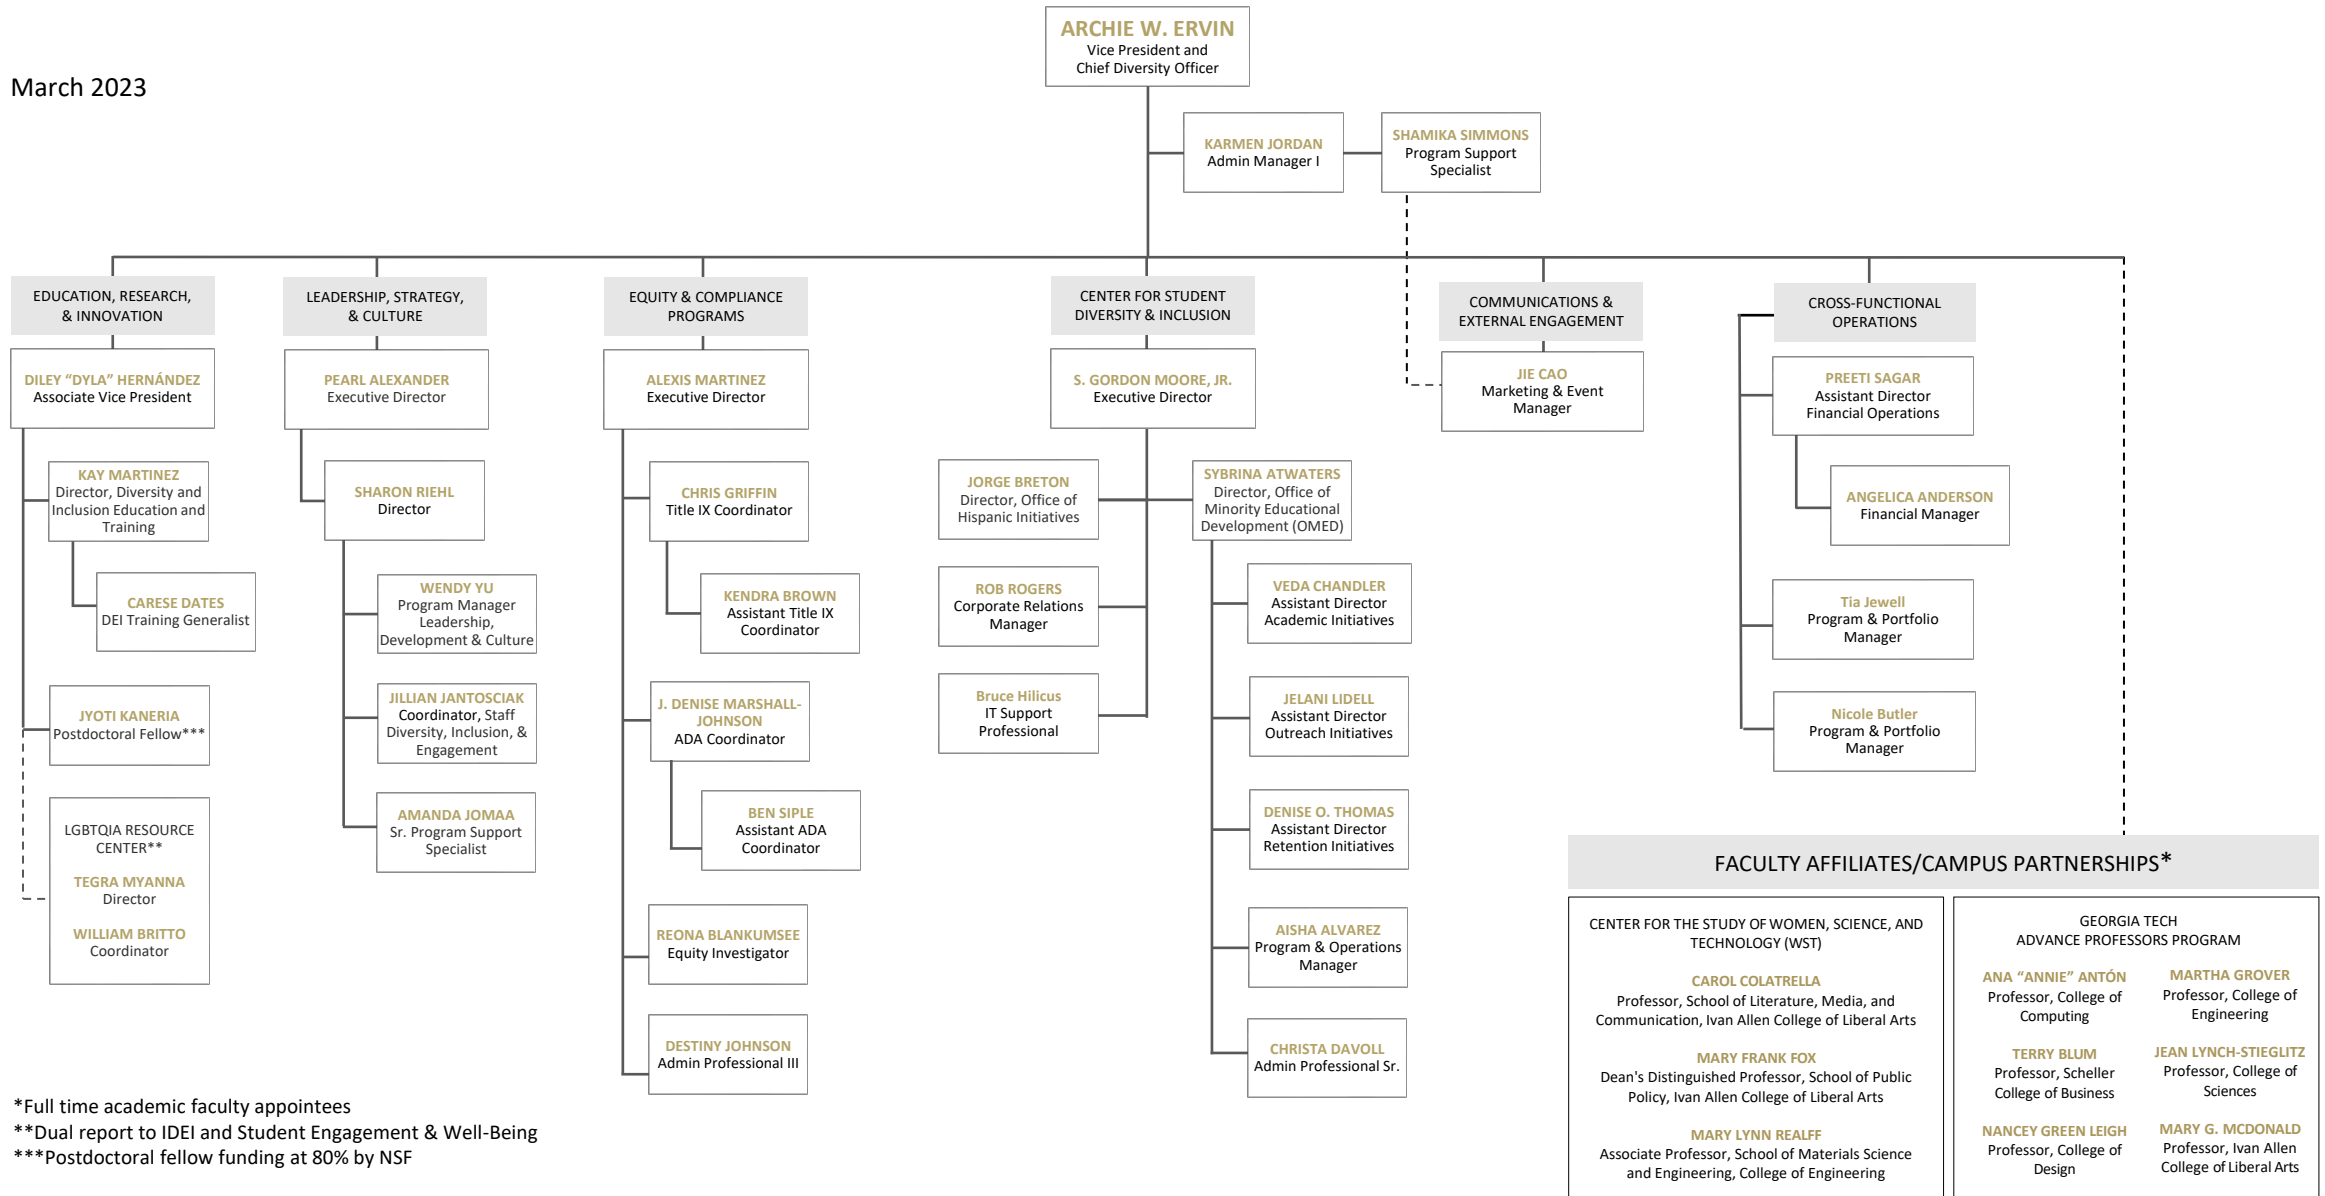 ARCHIE W. ERVIN
Vice President and
Chief Diversity Officer
March 2023
KARMEN JORDAN
Admin Manager I
SHAMIKA SIMMONS
Program Support
Specialist
EDUCATION, RESEARCH,
& INNOVATION
DILEY “DYLA” HERNÁNDEZ
Associate Vice President
KAY MARTINEZ
Director, Diversity and
Inclusion Education and
Training
CARESE DATES
DEI Training Generalist
JYOTI KANERIA
Postdoctoral Fellow***
LGBTQIA RESOURCE
CENTER**
TEGRA MYANNA
Director
WILLIAM BRITTO
Coordinator
LEADERSHIP, STRATEGY,
& CULTURE
PEARL ALEXANDER
Executive Director
SHARON RIEHL
Director
WENDY YU
Program Manager
Leadership,
Development & Culture
JILLIAN JANTOSCIAK
Coordinator, Staff
Diversity, Inclusion, &
Engagement
AMANDA JOMAA
Sr. Program Support
Specialist
EQUITY & COMPLIANCE
PROGRAMS
ALEXIS MARTINEZ
Executive Director
CHRIS GRIFFIN
Title IX Coordinator
KENDRA BROWN
Assistant Title IX
Coordinator
J. DENISE MARSHALL-
JOHNSON
ADA Coordinator
BEN SIPLE
Assistant ADA
Coordinator
REONA BLANKUMSEE
Equity Investigator
DESTINY JOHNSON
Admin Professional III
CENTER FOR STUDENT
DIVERSITY & INCLUSION
S. GORDON MOORE, JR.
Executive Director
JORGE BRETON
Director, Office of
Hispanic Initiatives
ROB ROGERS
Corporate Relations
Manager
Bruce Hilicus
IT Support
Professional
SYBRINA ATWATERS
Director, Office of
Minority Educational
Development (OMED)
VEDA CHANDLER
Assistant Director
Academic Initiatives
JELANI LIDELL
Assistant Director
Outreach Initiatives
DENISE O. THOMAS
Assistant Director
Retention Initiatives
AISHA ALVAREZ
Program & Operations
Manager
CHRISTA DAVOLL
Admin Professional Sr.
COMMUNICATIONS &
EXTERNAL ENGAGEMENT
JIE CAO
Marketing & Event
Manager
CROSS-FUNCTIONAL
OPERATIONS
PREETI SAGAR
Assistant Director
Financial Operations
ANGELICA ANDERSON
Financial Manager
Tia Jewell
Program & Portfolio
Manager
Nicole Butler
Program & Portfolio
Manager
FACULTY AFFILIATES/CAMPUS PARTNERSHIPS*
CENTER FOR THE STUDY OF WOMEN, SCIENCE, AND
TECHNOLOGY (WST)
CAROL COLATRELLA
Professor, School of Literature, Media, and
Communication, Ivan Allen College of Liberal Arts
MARY FRANK FOX
Dean's Distinguished Professor, School of Public
Policy, Ivan Allen College of Liberal Arts
MARY LYNN REALFF
Associate Professor, School of Materials Science
and Engineering, College of Engineering
GEORGIA TECH
ADVANCE PROFESSORS PROGRAM
ANA “ANNIE” ANTÓN
Professor, College of
Computing
MARTHA GROVER
Professor, College of
Engineering
TERRY BLUM
Professor, Scheller
College of Business
JEAN LYNCH-STIEGLITZ
Professor, College of
Sciences
NANCEY GREEN LEIGH
Professor, College of
Design
MARY G. MCDONALD
Professor, Ivan Allen
College of Liberal Arts
*Full time academic faculty appointees
**Dual report to IDEI and Student Engagement & Well-Being
***Postdoctoral fellow funding at 80% by NSF